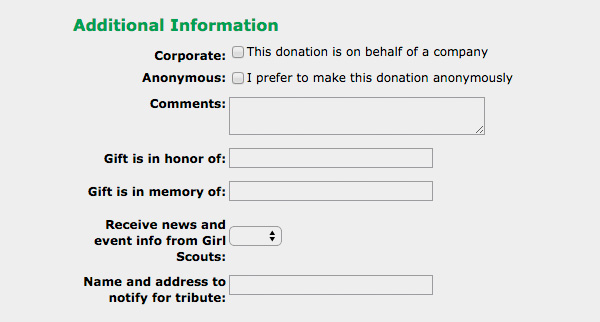 Additional Information
Corporate: This donation is on behalf of a company
Anonymous: I prefer to make this donation anonymously
Comments:
Gift is in honor of:
Gift is in memory of:
Receive news and
event info from Girl
Scouts:
Name and address to
notify for tribute: